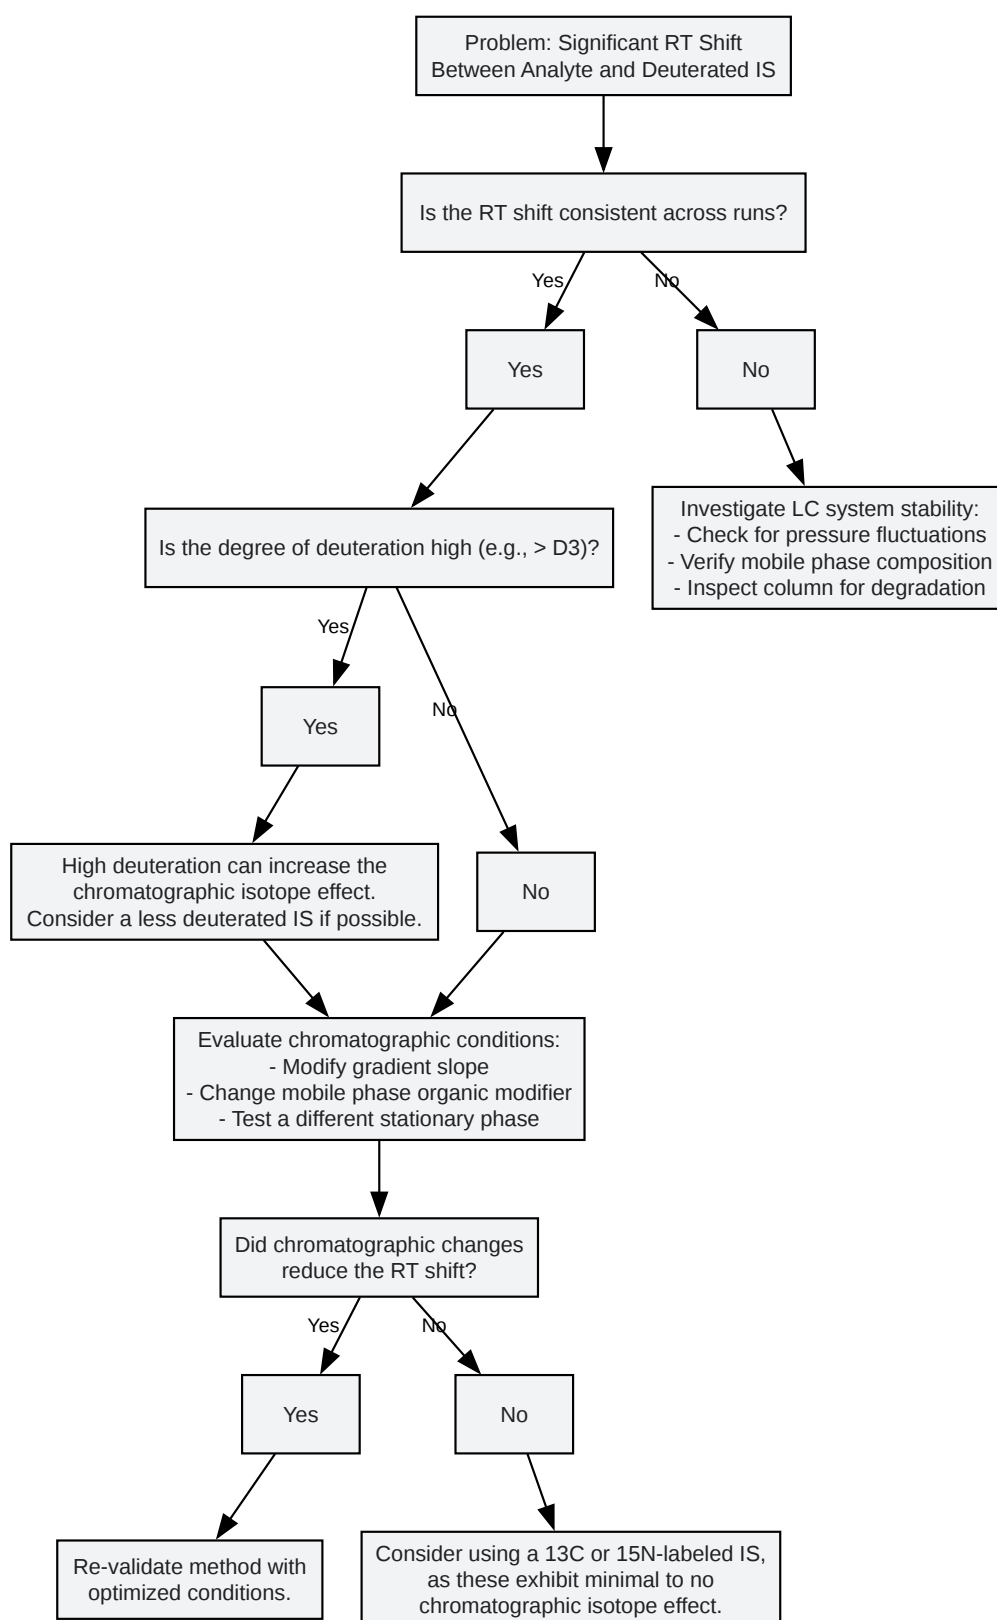 Problem: Significant RT Shift
Between Analyte and Deuterated IS
Is the RT shift consistent across runs?
Yes
No
Yes
No
Investigate LC system stability:
- Check for pressure fluctuations
- Verify mobile phase composition
- Inspect column for degradation
Is the degree of deuteration high (e.g., > D3)?
Yes
No
Yes
High deuteration can increase the
chromatographic isotope effect.
Consider a less deuterated IS if possible.
No
Evaluate chromatographic conditions:
- Modify gradient slope
- Change mobile phase organic modifier
- Test a different stationary phase
Did chromatographic changes
reduce the RT shift?
Yes
No
Yes
No
Re-validate method with
optimized conditions.
Consider using a 13C or 15N-labeled IS,
as these exhibit minimal to no
chromatographic isotope effect.